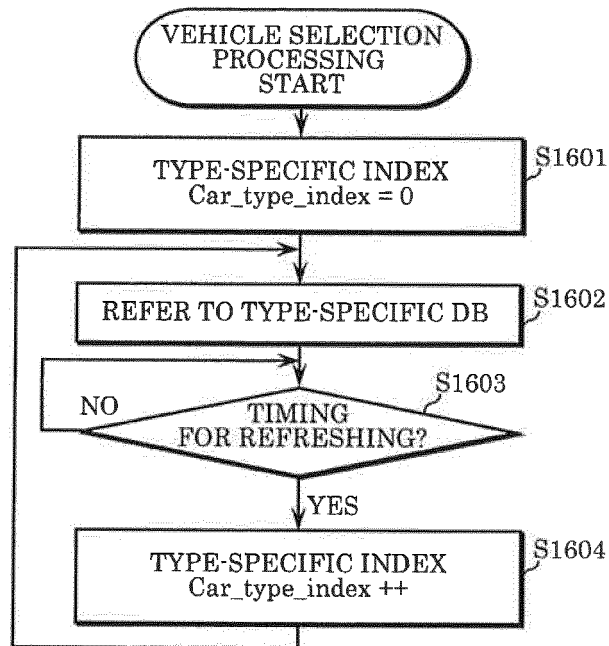 VEHICLE SELECTION
PROCESSING
START
TYPE-SPECIFIC INDEX
Car_type_index = 0
S1601
REFER TO TYPE-SPECIFIC DB
S1602
S1603
NO
TIMING
FOR REFRESHING?
YES
TYPE-SPECIFIC INDEX
Car_type_index ++
S1604